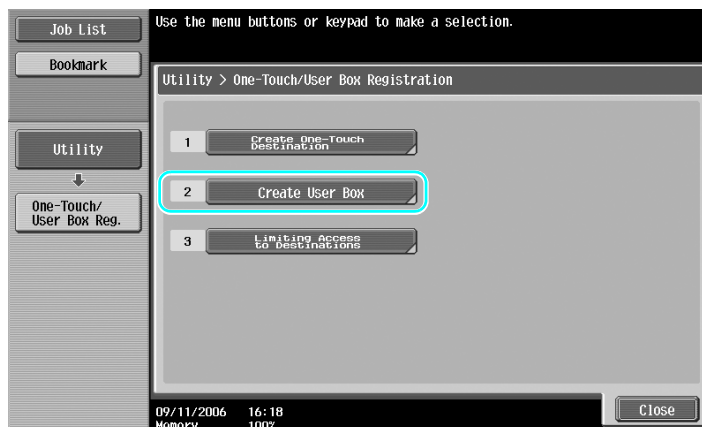 Job List
Bookmark
Use the menu buttons or keypad to make a selection.
Utility > One-Touch/User Box Registration
Utility
One-Touch/
User Box Reg.
1 Create One-Touch
Destination
2 Create User Box
3 Limiting Access
to Destinations
09/11/2006 16:18
Memory 100%
Close